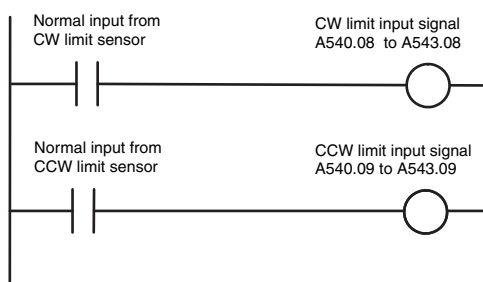 Normal input from
CW limit sensor
CW limit input signal
A540.08 to A543.08
Normal input from
CCW limit sensor
CCW limit input signal
A540.09 to A543.09